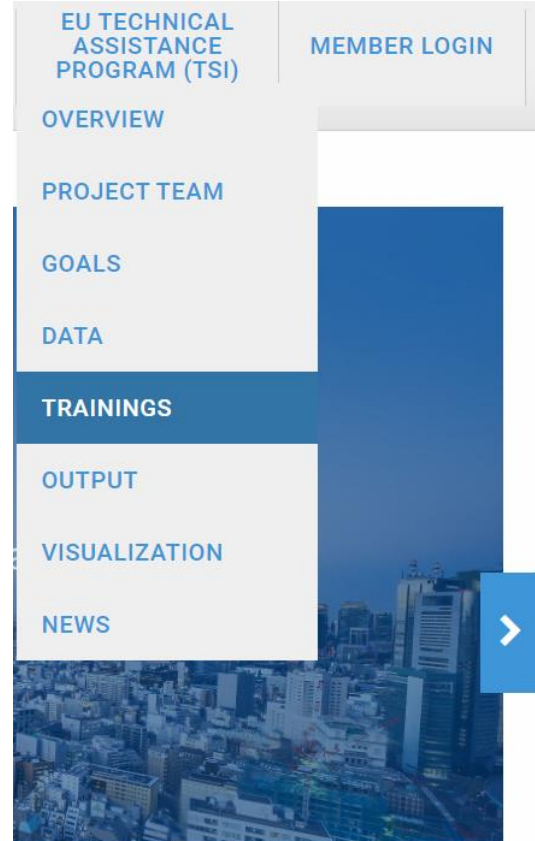 EU TECHNICAL
ASSISTANCE
PROGRAM (TSI)
MEMBER LOGIN
OVERVIEW
PROJECT TEAM
GOALS
DATA
TRAININGS
OUTPUT
VISUALIZATION
NEWS